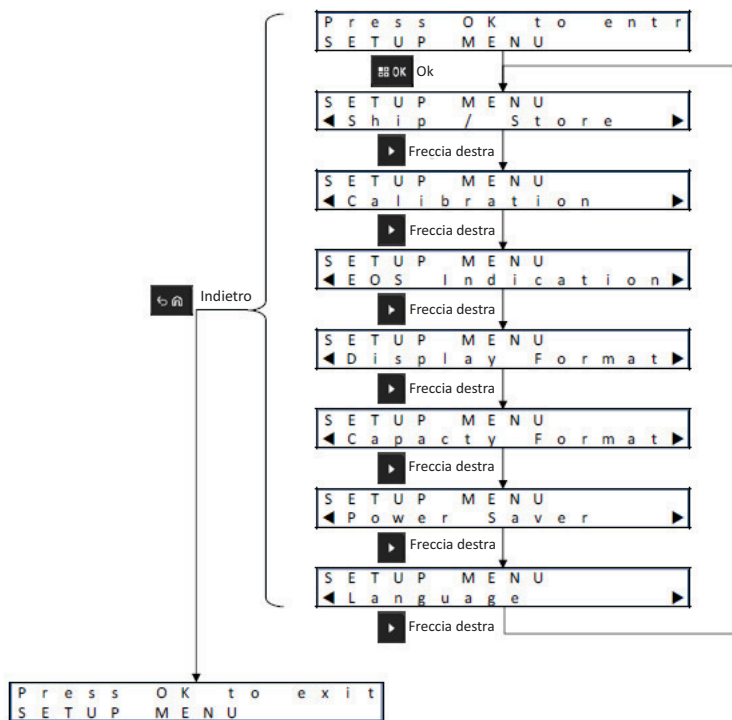 Press OK to entr
SETUP MENU
OK Ok
SETUP MENU
◀Ship / Store ▶
Freccia destra
SETUP MENU
◀Calibration ▶
Freccia destra
SETUP MENU
◀EOS Indication▶
Indietro
Freccia destra
SETUP MENU
◀Display Format▶
Freccia destra
SETUP MENU
◀Capacty Format▶
Freccia destra
SETUP MENU
◀Power Saver ▶
Freccia destra
SETUP MENU
◀Language ▶
Freccia destra
Press OK to exit
SETUP MENU